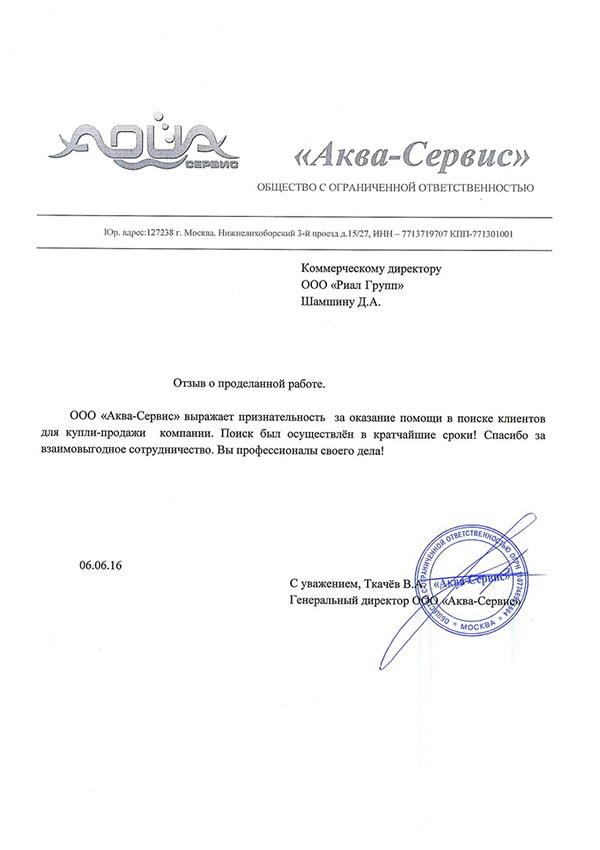 AQUA
СЕРВИС
«Аква-Сервис»
ОБЩЕСТВО С ОГРАНИЧЕННОЙ ОТВЕТСТВЕННОСТЬЮ
Юр. адрес:127238 г. Москва. Нижнелихоборский 3-й проезд д.15/27, ИНН – 7713719707 КПП-771301001
Коммерческому директору
ООО «Риал Групп»
Шамшину Д.А.
Отзыв о проделанной работе.
ООО «Аква-Сервис» выражает признательность за оказание помощи в поиске клиентов
для купли-продажи компании. Поиск был осуществлён в кратчайшие сроки! Спасибо за
взаимовыгодное сотрудничество. Вы профессионалы своего дела!
06.06.16
С уважением, Ткачёв В.А.
Генеральный директор ООО «Аква-Сервис»
ОБЩЕСТВО С ОГРАНИЧЕННОЙ ОТВЕТСТВЕННОСТЬЮ ОГРН
«Аква-Сервис»
МОСКВА